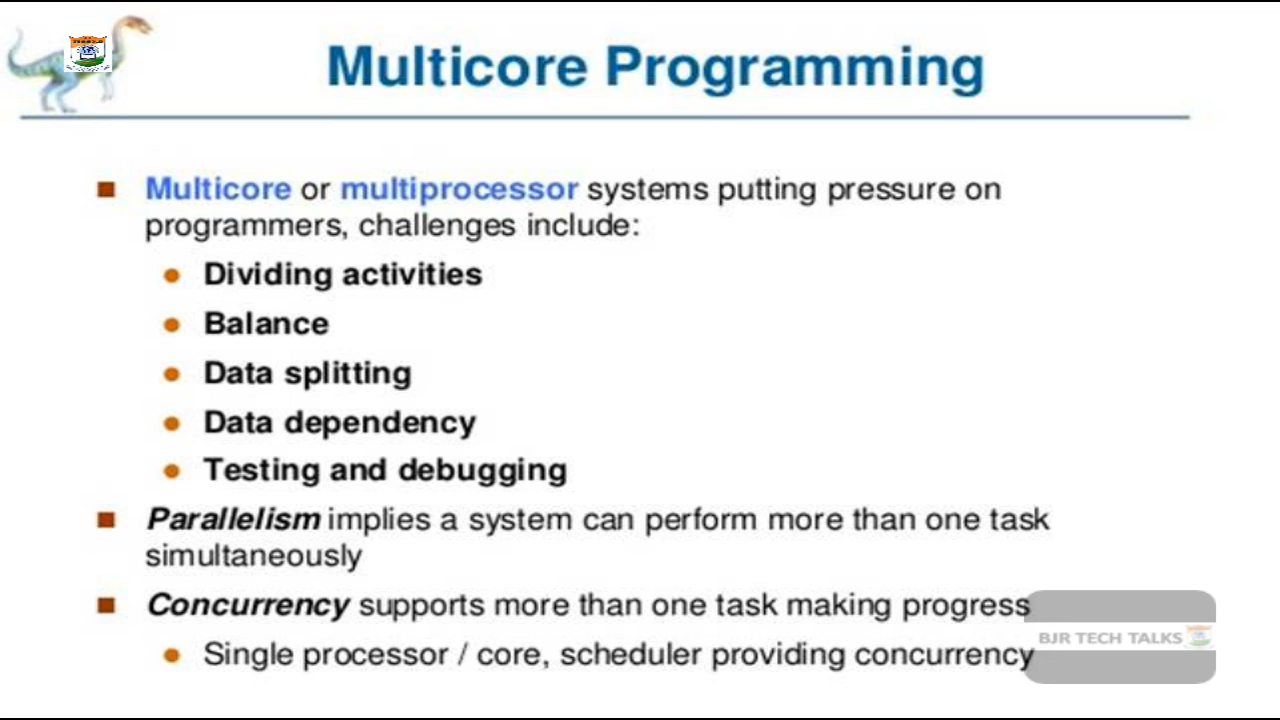 Multicore Programming
Multicore or multiprocessor systems putting pressure on
programmers, challenges include:
Dividing activities
Balance
Data splitting
Data dependency
Testing and debugging
Parallelism implies a system can perform more than one task
simultaneously
Concurrency supports more than one task making progress
Single processor / core, scheduler providing concurrency
BJR TECH TALKS